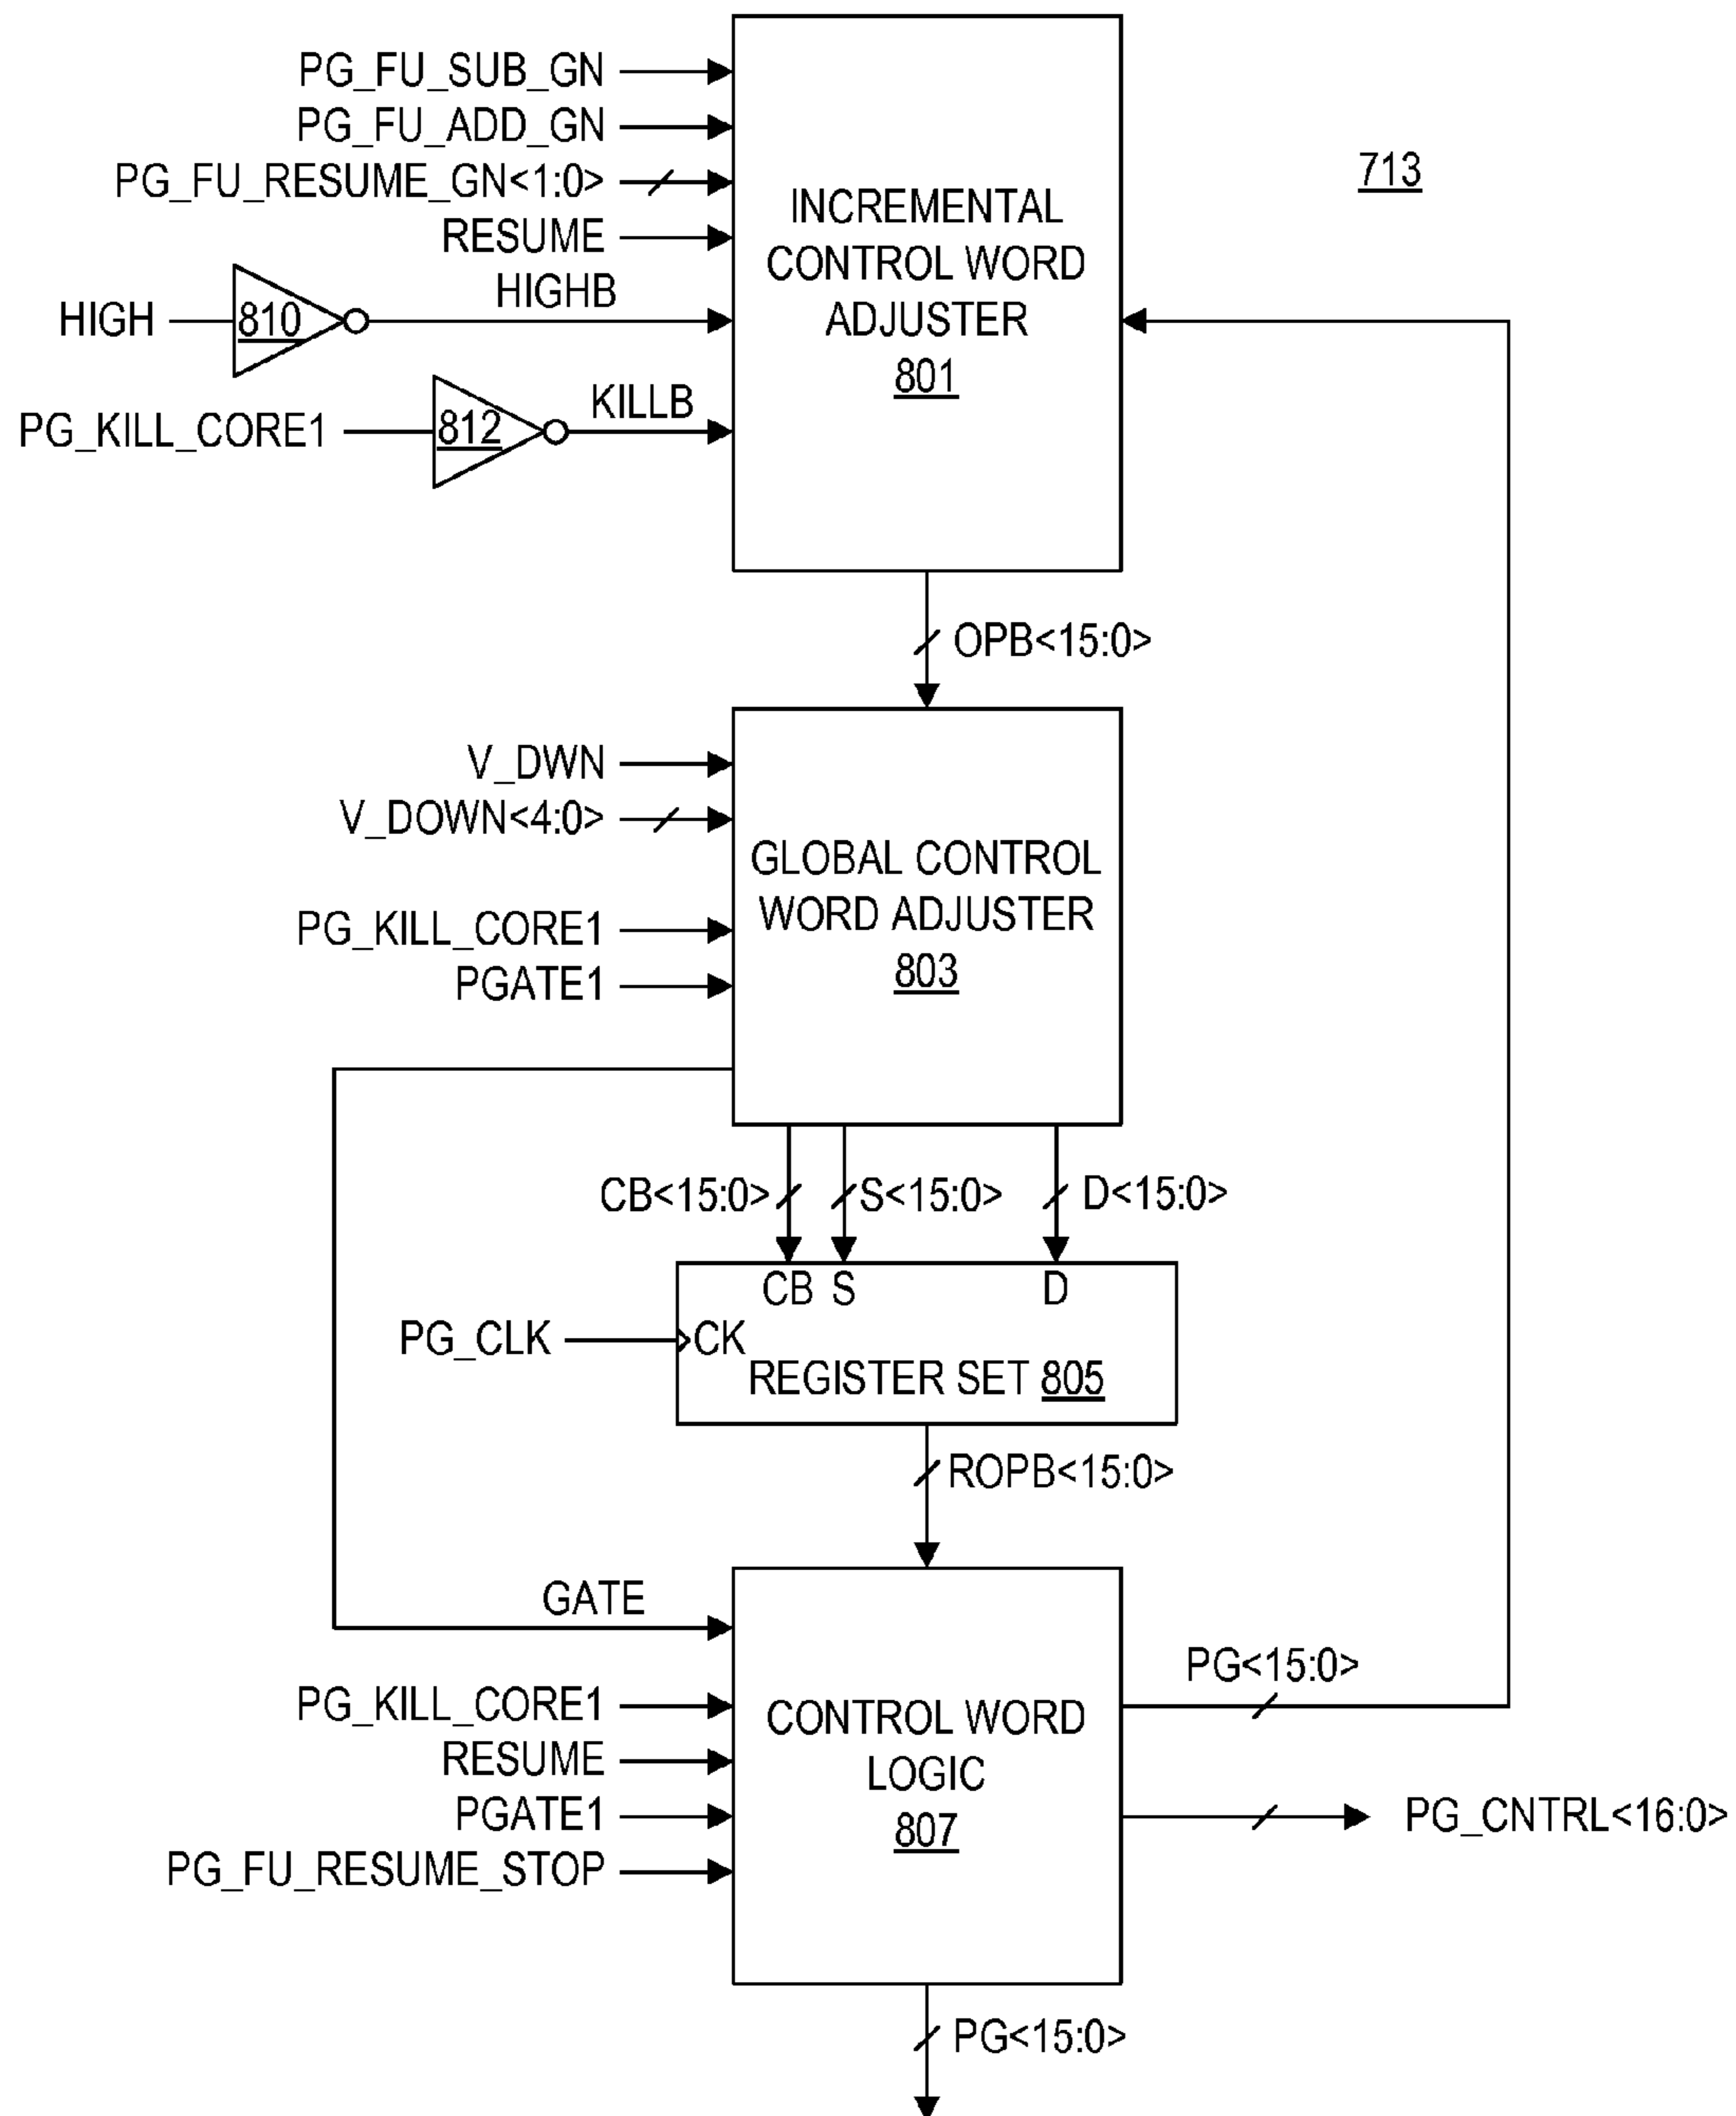 PG_FU_SUB_GN
PG_FU_ADD_GN
PG_FU_RESUME_GN<1:0>
RESUME
HIGH
810
HIGHB
PG_KILL_CORE1
812
KILLB
INCREMENTAL
CONTROL WORD
ADJUSTER
801
713
OPB<15:0>
V_DWN
V_DOWN<4:0>
PG_KILL_CORE1
PGATE1
GLOBAL CONTROL
WORD ADJUSTER
803
CB<15:0>
S<15:0>
D<15:0>
CB S D
PG_CLK
CK
REGISTER SET 805
ROPB<15:0>
GATE
PG_KILL_CORE1
RESUME
PGATE1
PG_FU_RESUME_STOP
CONTROL WORD
LOGIC
807
PG<15:0>
PG_CNTRL<16:0>
PG<15:0>